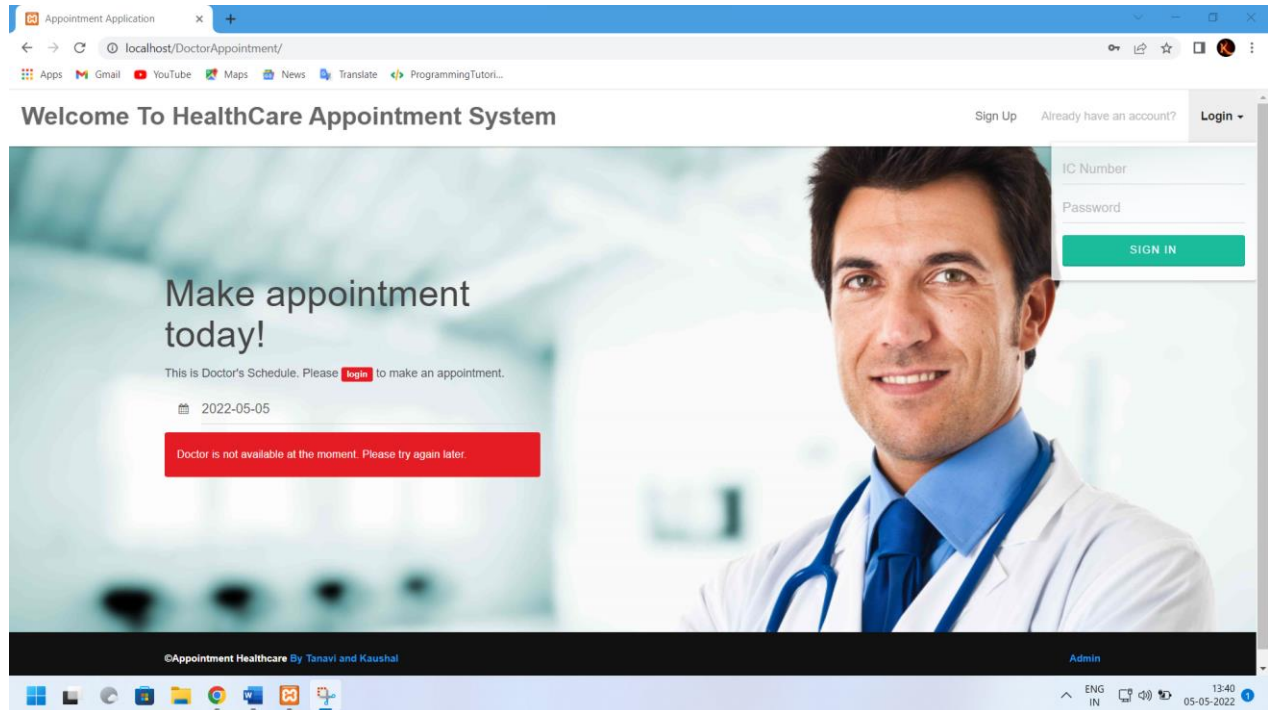 Appointment Application
localhost/DoctorAppointment/
Apps Gmail YouTube Maps News Translate ProgrammingTutori...
Welcome To HealthCare Appointment System
Sign Up Already have an account? Login
IC Number
Password
SIGN IN
Make appointment
today!
This is Doctor's Schedule. Please login to make an appointment.
2022-05-05
Doctor is not available at the moment. Please try again later.
©Appointment Healthcare By Tanavi and Kaushal
Admin
ENG
IN
13:40
05-05-2022
1